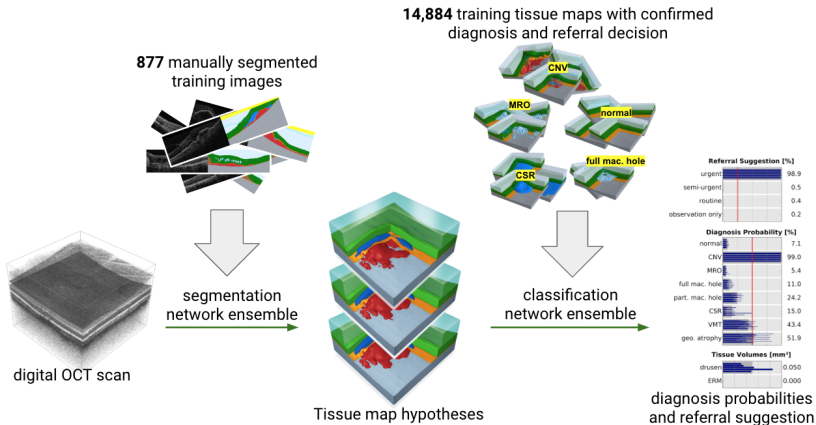 14,884 training tissue maps with confirmed
diagnosis and referral decision
877 manually segmented
training images
CNV
MRO
normal
CSR
full mac. hole
segmentation
network ensemble
classification
network ensemble
digital OCT scan
Tissue map hypotheses
Referral Suggestion [%]
urgent 98.9
semi-urgent 0.5
routine 0.4
observation only 0.2
Diagnosis Probability [%]
normal 7.1
CNV 99.0
MRO 5.4
full mac. hole 11.0
part. mac. hole 24.2
CSR 15.0
VMT 43.4
geo. atrophy 51.9
Tissue Volumes [mm³]
drusen 0.050
ERM 0.000
diagnosis probabilities
and referral suggestion